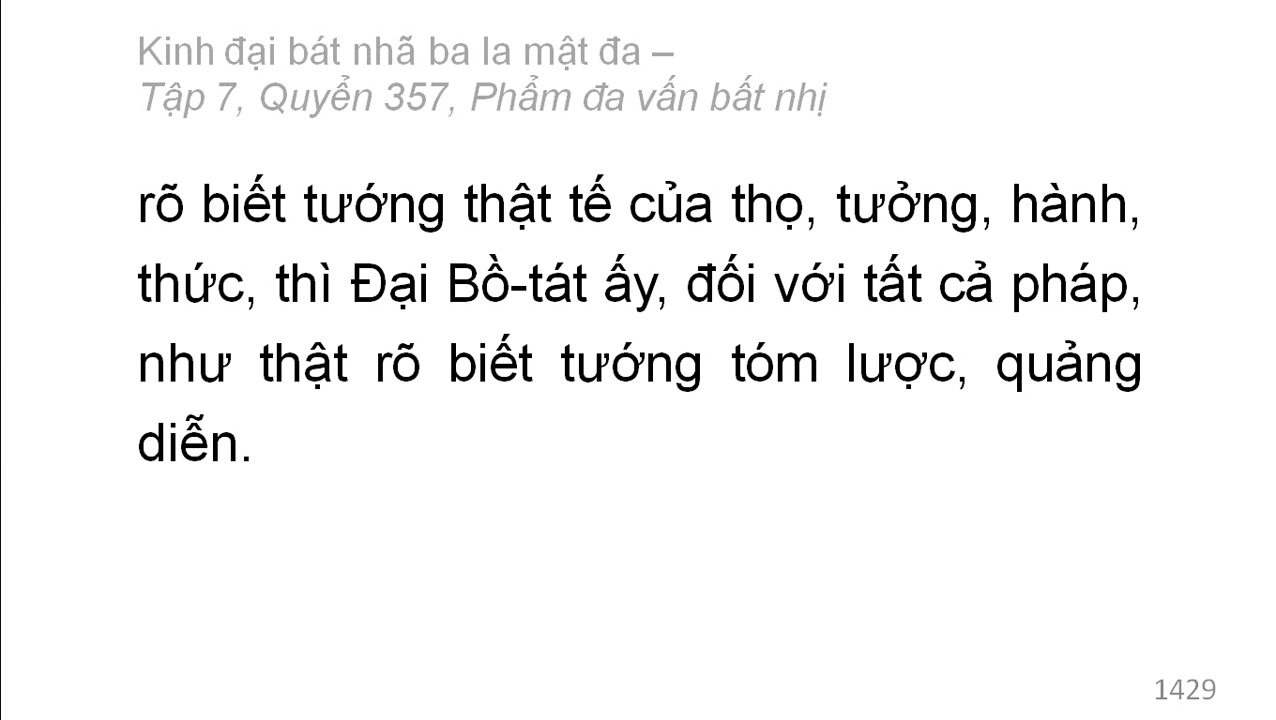 Kinh đại bát nhã ba la mật đa –
Tập 7, Quyển 357, Phẩm đa vấn bất nhị
rõ biết tướng thật tế của thọ, tưởng, hành,
thức, thì Đại Bồ-tát ấy, đối với tất cả pháp,
như thật rõ biết tướng tóm lược, quảng
diễn.
1429